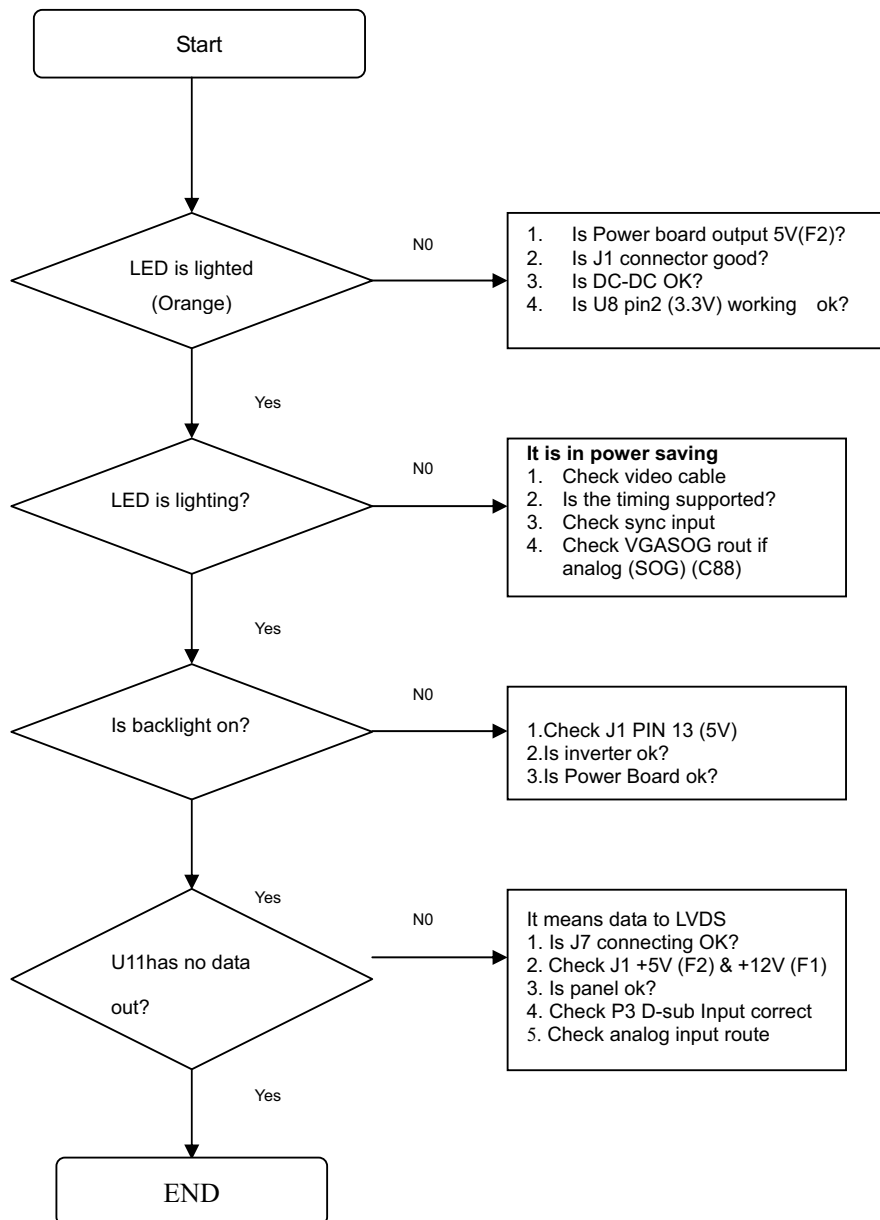 Start
LED is lighted
(Orange)
N0
1. Is Power board output 5V(F2)?
2. Is J1 connector good?
3. Is DC-DC OK?
4. Is U8 pin2 (3.3V) working ok?
Yes
LED is lighting?
N0
It is in power saving
1. Check video cable
2. Is the timing supported?
3. Check sync input
4. Check VGASOG rout if
analog (SOG) (C88)
Yes
Is backlight on?
N0
1.Check J1 PIN 13 (5V)
2.Is inverter ok?
3.Is Power Board ok?
Yes
U11has no data
out?
N0
It means data to LVDS
1. Is J7 connecting OK?
2. Check J1 +5V (F2) & +12V (F1)
3. Is panel ok?
4. Check P3 D-sub Input correct
5. Check analog input route
Yes
END